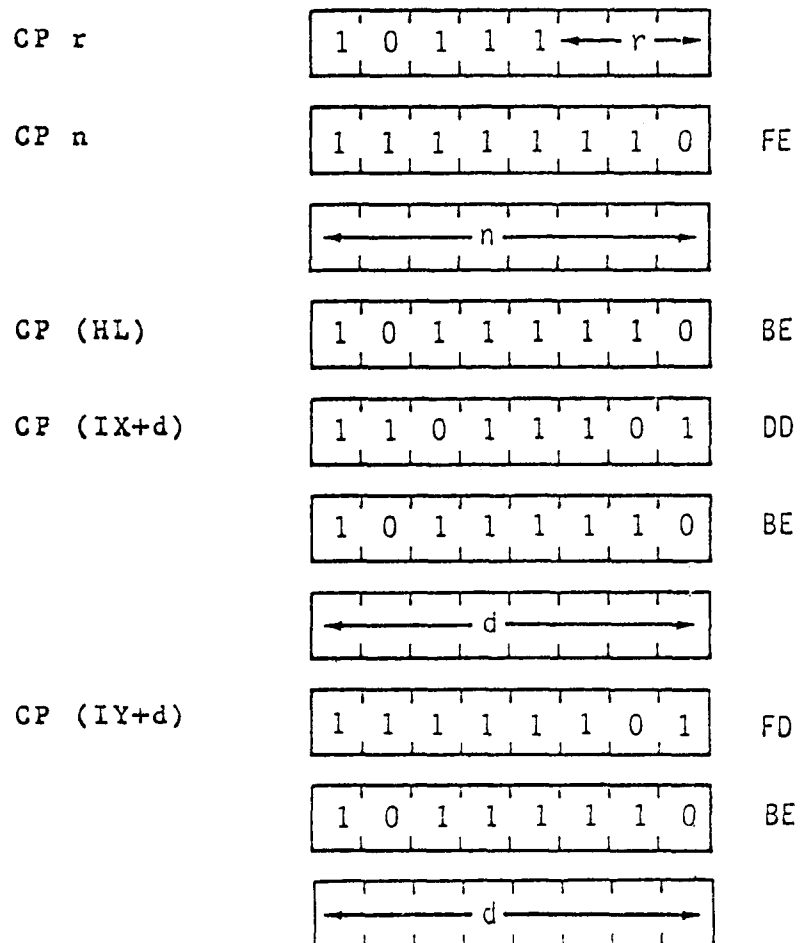 CP r 1 0 1 1 1 r
CP n 1 1 1 1 1 1 1 0 FE
n
CP (HL) 1 0 1 1 1 1 1 0 BE
CP (IX+d) 1 1 0 1 1 1 0 1 DD
1 0 1 1 1 1 1 0 BE
d
CP (IY+d) 1 1 1 1 1 1 0 1 FD
1 0 1 1 1 1 1 0 BE
d